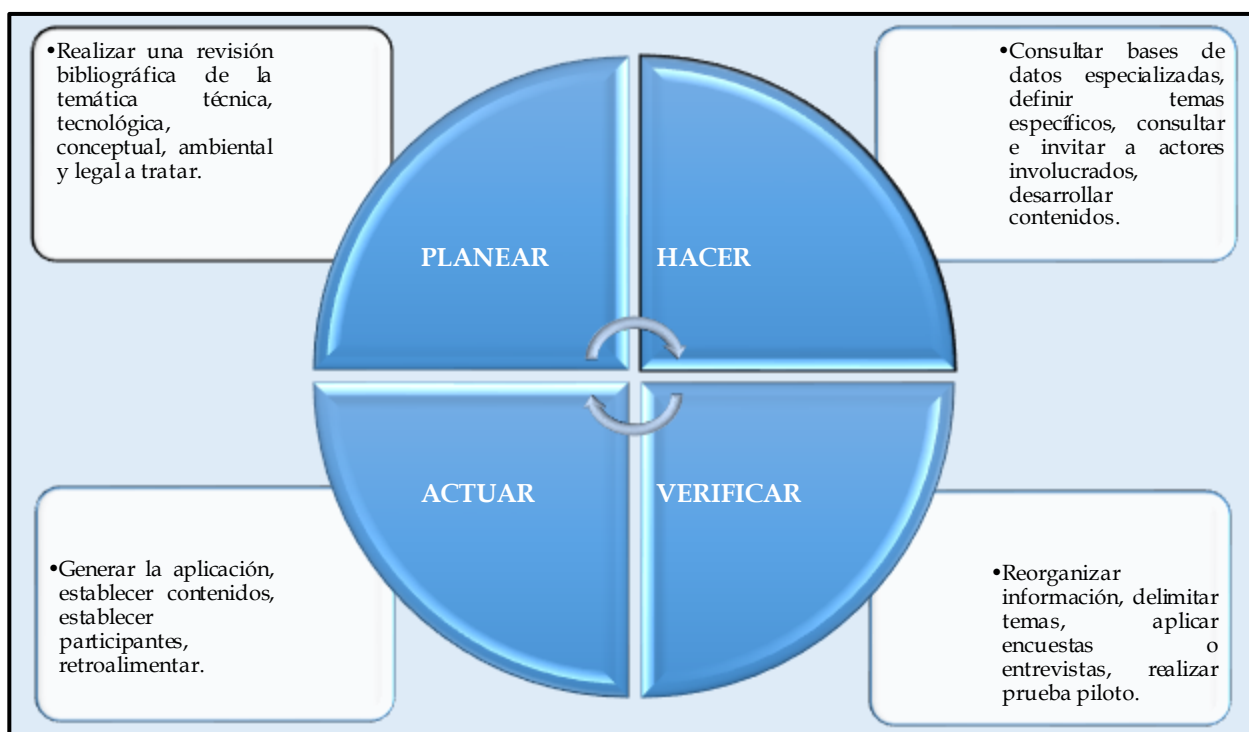 •Realizar una revisión
bibliográfica de la
temática técnica,
tecnológica,
conceptual, ambiental
y legal a tratar.
•Consultar bases de
datos especializadas,
definir temas
específicos, consultar
e invitar a actores
involucrados,
desarrollar
contenidos.
PLANEAR
HACER
ACTUAR
VERIFICAR
•Generar la aplicación,
establecer contenidos,
establecer
participantes,
retroalimentar.
•Reorganizar
información, delimitar
temas, aplicar
encuestas o
entrevistas, realizar
prueba piloto.